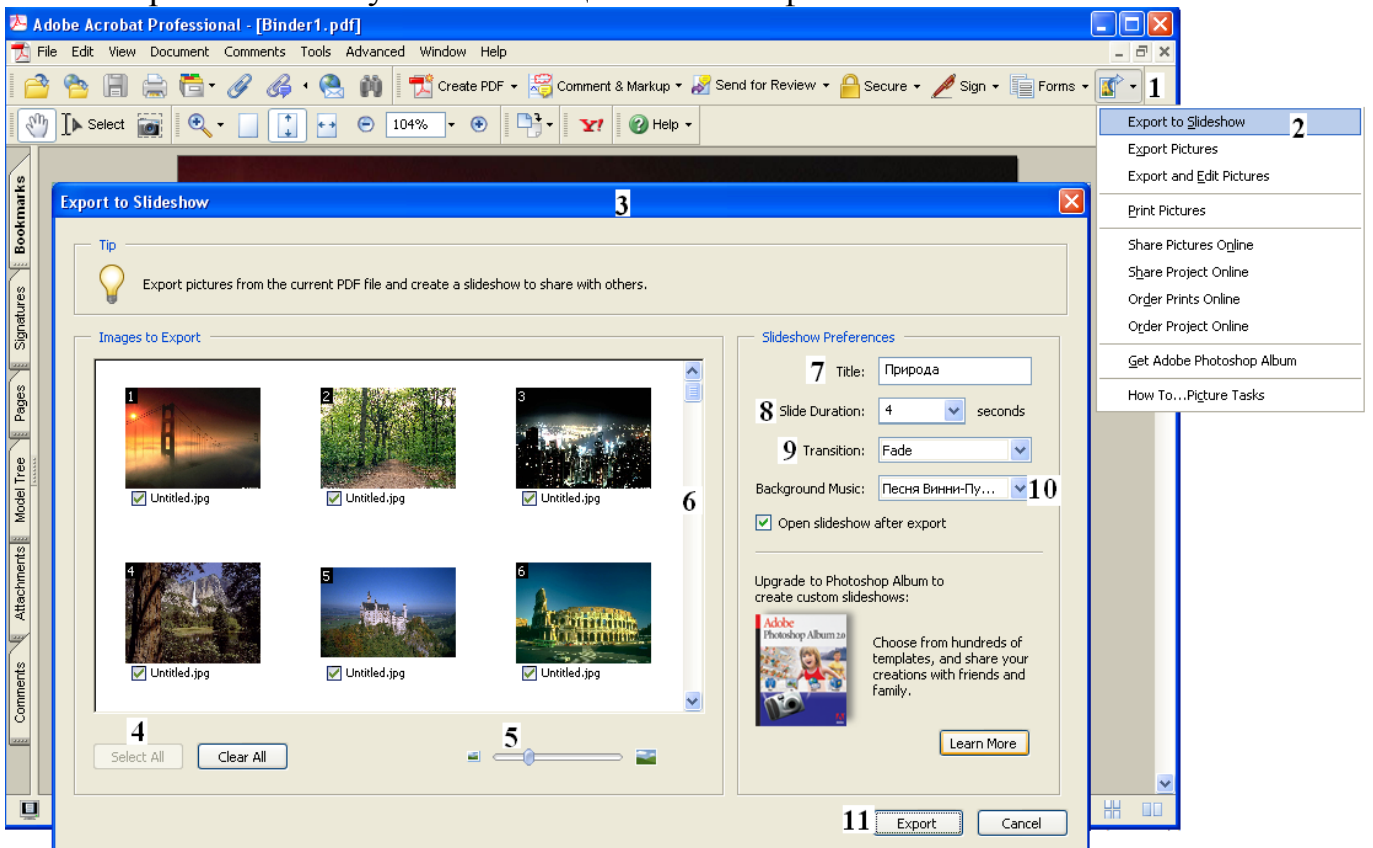 Adobe Acrobat Professional - [Binder1.pdf]
File Edit View Document Comments Tools Advanced Window Help
Create PDF Comment & Markup Send for Review Secure Sign Forms 1
Select 104% Y! Help
Export to Slideshow 2
Export Pictures
Export and Edit Pictures
Print Pictures
Share Pictures Online
Share Project Online
Order Prints Online
Order Project Online
Get Adobe Photoshop Album
How To...Picture Tasks
Bookmarks
Signatures
Pages
Model Tree
Attachments
Comments
Export to Slideshow 3
Tip
Export pictures from the current PDF file and create a slideshow to share with others.
Images to Export
1 2 3
Untitled.jpg Untitled.jpg Untitled.jpg
6
4 5 6
Untitled.jpg Untitled.jpg Untitled.jpg
4 5
Select All Clear All
Slideshow Preferences
7 Title: Природа
8 Slide Duration: 4 seconds
9 Transition: Fade
Background Music: Песня Винни-Пу... 10
Open slideshow after export
Upgrade to Photoshop Album to
create custom slideshows:
Adobe
Photoshop Album 2.0
Choose from hundreds of
templates, and share your
creations with friends and
family.
Learn More
11 Export Cancel